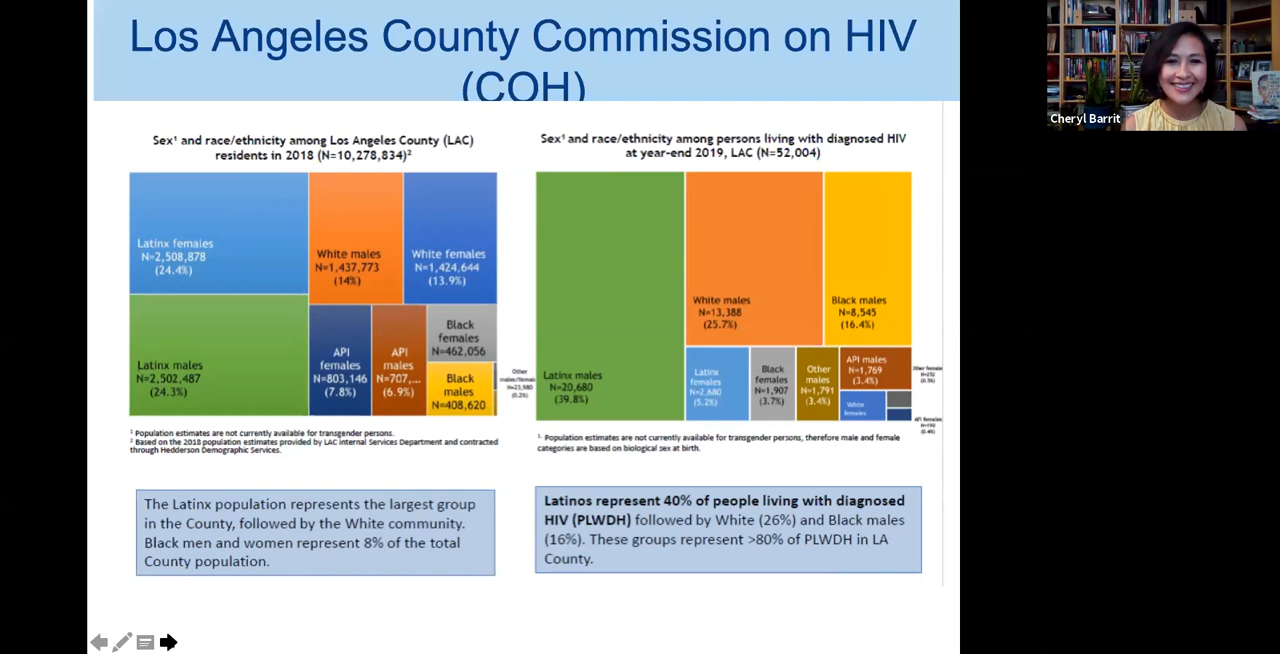 Los Angeles County Commission on HIV
(COH)
Cheryl Barrit
Sex¹ and race/ethnicity among Los Angeles County (LAC)
residents in 2018 (N=10,278,834)²
Latinx females
N=2,508,878
(24.4%)
White males
N=1,437,773
(14%)
White females
N=1,424,644
(13.9%)
Latinx males
N=2,502,487
(24.3%)
API
females
N=803,146
(7.8%)
API
males
N=707,...
(6.9%)
Black
females
N=462,056
Black
males
N=408,620
Other
males/females
(0.2%)
¹ Population estimates are not currently available for transgender persons.
² Based on the 2018 population estimates provided by LAC internal Services Department and contracted
through Hedderson Demographic Services.
The Latinx population represents the largest group
in the County, followed by the White community.
Black men and women represent 8% of the total
County population.
Sex¹ and race/ethnicity among persons living with diagnosed HIV
at year-end 2019, LAC (N=52,004)
Latinx males
N=20,680
(39.8%)
White males
N=13,388
(25.7%)
Black males
N=8,545
(16.4%)
Latinx
females
N=2,680
(5.2%)
Black
females
N=1,907
(3.7%)
Other
males
N=1,791
(3.4%)
API males
N=1,769
(3.4%)
White
females
Other females
API females
¹· Population estimates are not currently available for transgender persons, therefore male and female
categories are based on biological sex at birth.
Latinos represent 40% of people living with diagnosed
HIV (PLWDH) followed by White (26%) and Black males
(16%). These groups represent >80% of PLWDH in LA
County.